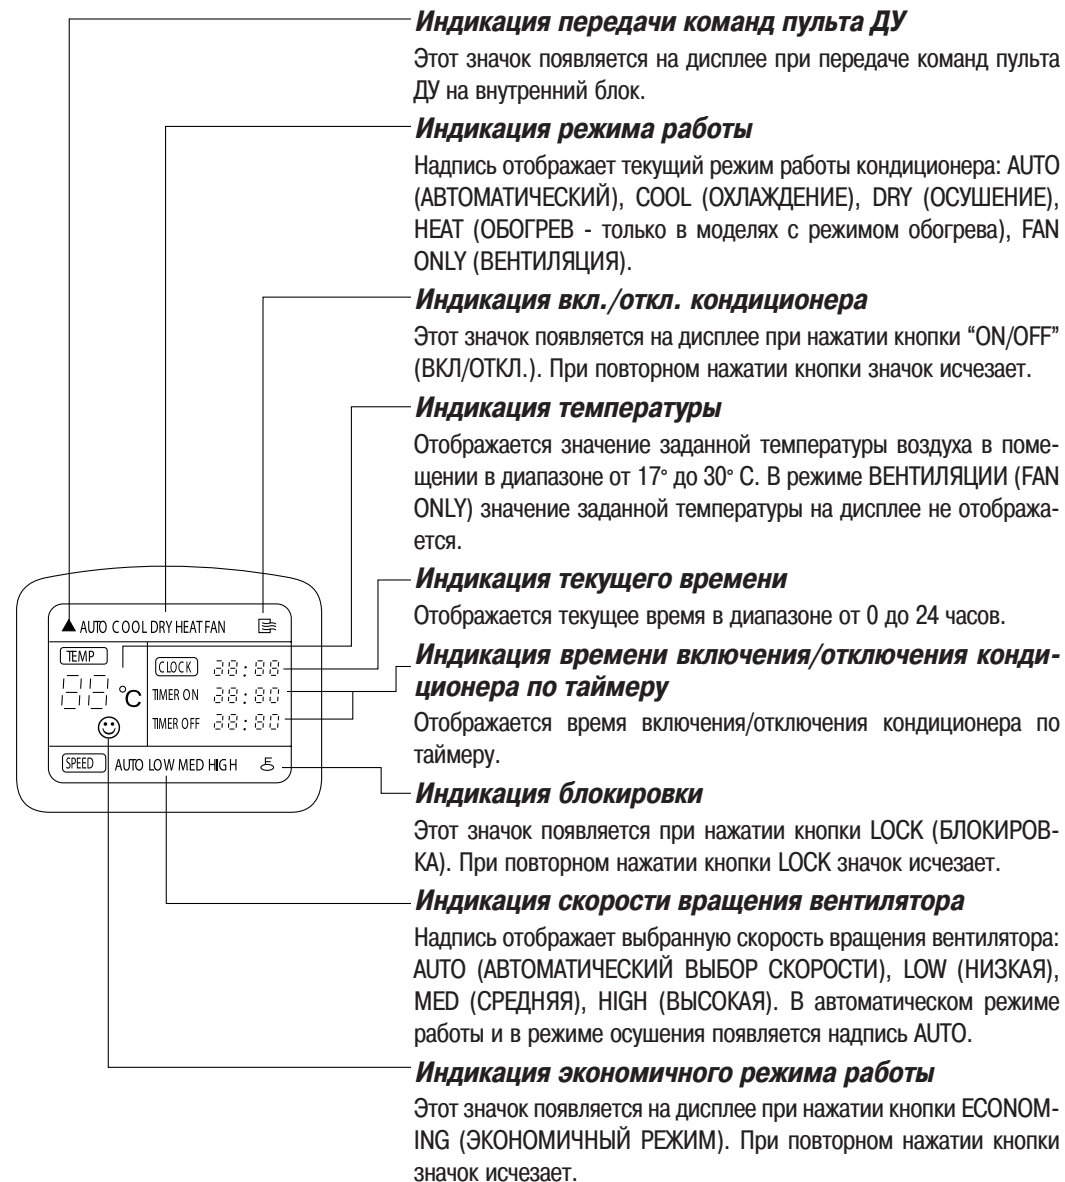 Индикация передачи команд пульта ДУ
Этот значок появляется на дисплее при передаче команд пульта
ДУ на внутренний блок.
Индикация режима работы
Надпись отображает текущий режим работы кондиционера: AUTO
(АВТОМАТИЧЕСКИЙ), COOL (ОХЛАЖДЕНИЕ), DRY (ОСУШЕНИЕ),
HEAT (ОБОГРЕВ - только в моделях с режимом обогрева), FAN
ONLY (ВЕНТИЛЯЦИЯ).
Индикация вкл./откл. кондиционера
Этот значок появляется на дисплее при нажатии кнопки “ON/OFF”
(ВКЛ/ОТКЛ.). При повторном нажатии кнопки значок исчезает.
Индикация температуры
Отображается значение заданной температуры воздуха в поме-
щении в диапазоне от 17° до 30° С. В режиме ВЕНТИЛЯЦИИ (FAN
ONLY) значение заданной температуры на дисплее не отобража-
ется.
Индикация текущего времени
Отображается текущее время в диапазоне от 0 до 24 часов.
Индикация времени включения/отключения конди-
ционера по таймеру
Отображается время включения/отключения кондиционера по
таймеру.
Индикация блокировки
Этот значок появляется при нажатии кнопки LOCK (БЛОКИРОВ-
КА). При повторном нажатии кнопки LOCK значок исчезает.
Индикация скорости вращения вентилятора
Надпись отображает выбранную скорость вращения вентилятора:
AUTO (АВТОМАТИЧЕСКИЙ ВЫБОР СКОРОСТИ), LOW (НИЗКАЯ),
MED (СРЕДНЯЯ), HIGH (ВЫСОКАЯ). В автоматическом режиме
работы и в режиме осушения появляется надпись AUTO.
Индикация экономичного режима работы
Этот значок появляется на дисплее при нажатии кнопки ECONOM-
ING (ЭКОНОМИЧНЫЙ РЕЖИМ). При повторном нажатии кнопки
значок исчезает.
AUTO COOL DRY HEAT FAN
TEMP
88 °C
CLOCK 28:88
TIMER ON 28:80
TIMER OFF 28:80
SPEED AUTO LOW MED HIGH